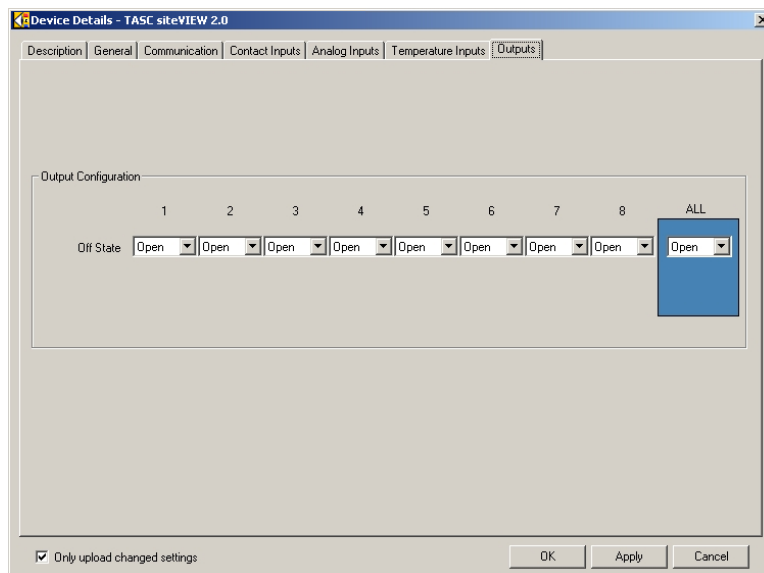 Device Details - TASC siteVIEW 2.0
Description General Communication Contact Inputs Analog Inputs Temperature Inputs Outputs
Output Configuration
1 2 3 4 5 6 7 8 ALL
Off State Open Open Open Open Open Open Open Open Open
Only upload changed settings OK Apply Cancel